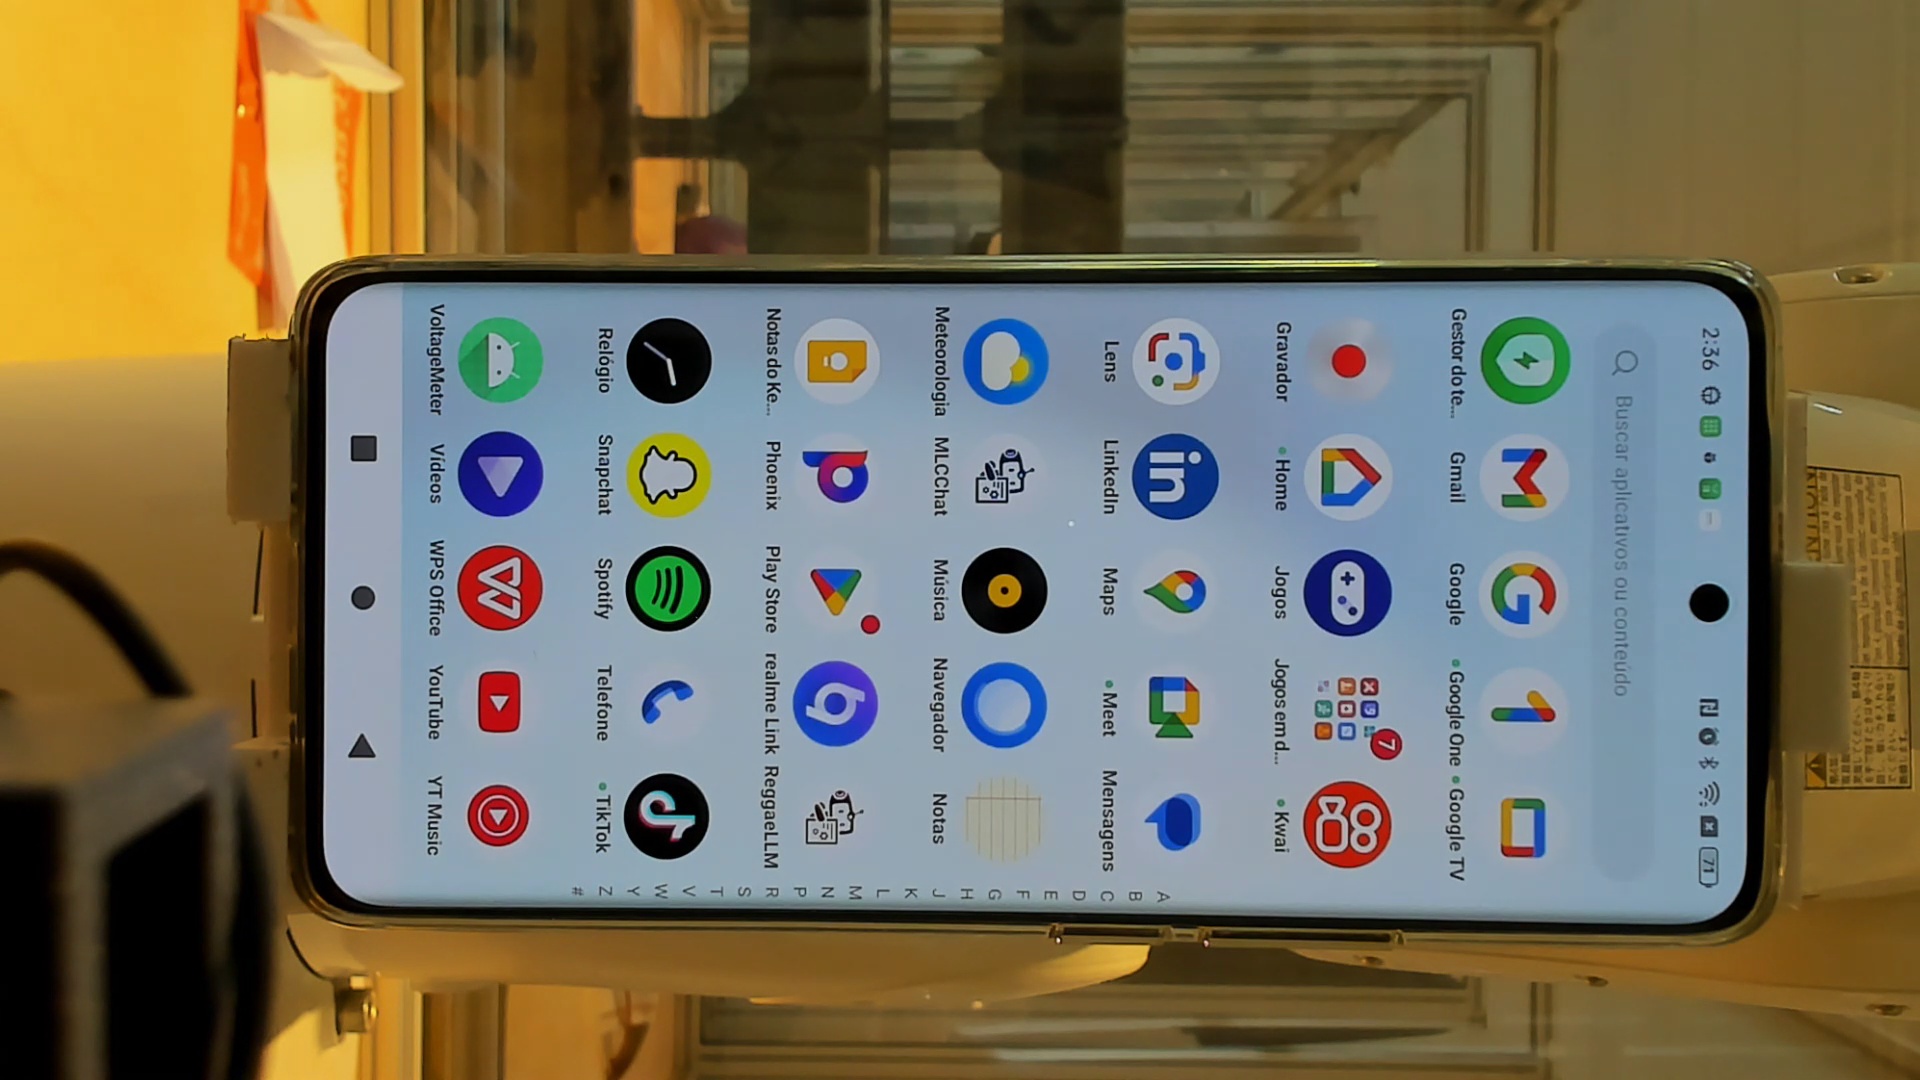 2:36
71
Buscar aplicativos ou conteúdo
Gestor do te...
Gmail
Google
Google One
Google TV
Gravador
Home
Jogos
Jogos em d...
7
Kwai
Lens
LinkedIn
Maps
Meet
Mensagens
Meteorologia
MLCChat
Música
Navegador
Notas
Notas do Ke...
Phoenix
Play Store
realme Link
ReggaeLLM
Relógio
Snapchat
Spotify
Telefone
TikTok
VoltageMeter
Vídeos
WPS Office
YouTube
YT Music
A
B
C
D
E
F
G
H
J
K
L
M
N
P
R
S
T
V
W
Y
Z
#